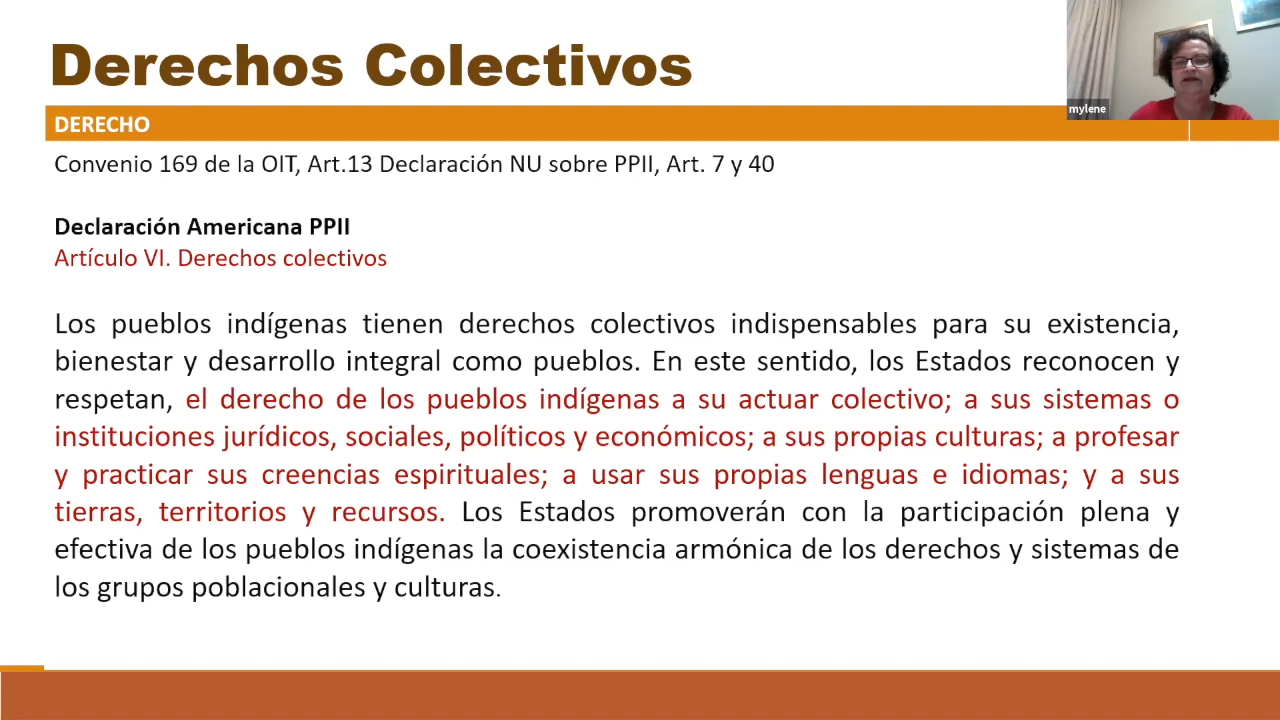 Derechos Colectivos
mylene
DERECHO
Convenio 169 de la OIT, Art.13 Declaración NU sobre PPII, Art. 7 y 40
Declaración Americana PPII
Artículo VI. Derechos colectivos
Los pueblos indígenas tienen derechos colectivos indispensables para su existencia,
bienestar y desarrollo integral como pueblos. En este sentido, los Estados reconocen y
respetan, el derecho de los pueblos indígenas a su actuar colectivo; a sus sistemas o
instituciones jurídicos, sociales, políticos y económicos; a sus propias culturas; a profesar
y practicar sus creencias espirituales; a usar sus propias lenguas e idiomas; y a sus
tierras, territorios y recursos. Los Estados promoverán con la participación plena y
efectiva de los pueblos indígenas la coexistencia armónica de los derechos y sistemas de
los grupos poblacionales y culturas.